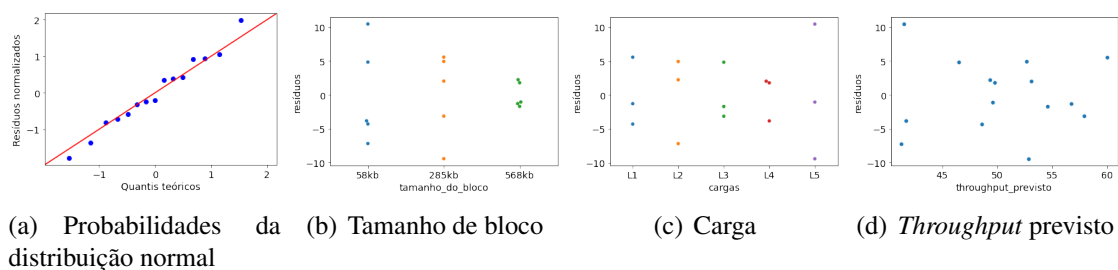 2
1
0
−1
Resíduos normalizados
−1 0 1 2
Quantis teóricos
10
5
0
−5
−10
resíduos
58kb 285kb 568kb
tamanho_do_bloco
10
5
0
−5
−10
resíduos
L1 L2 L3 L4 L5
cargas
10
5
0
−5
−10
resíduos
45 50 55 60
throughput_previsto
(a) Probabilidades da
distribuição normal
(b) Tamanho de bloco
(c) Carga
(d) Throughput previsto